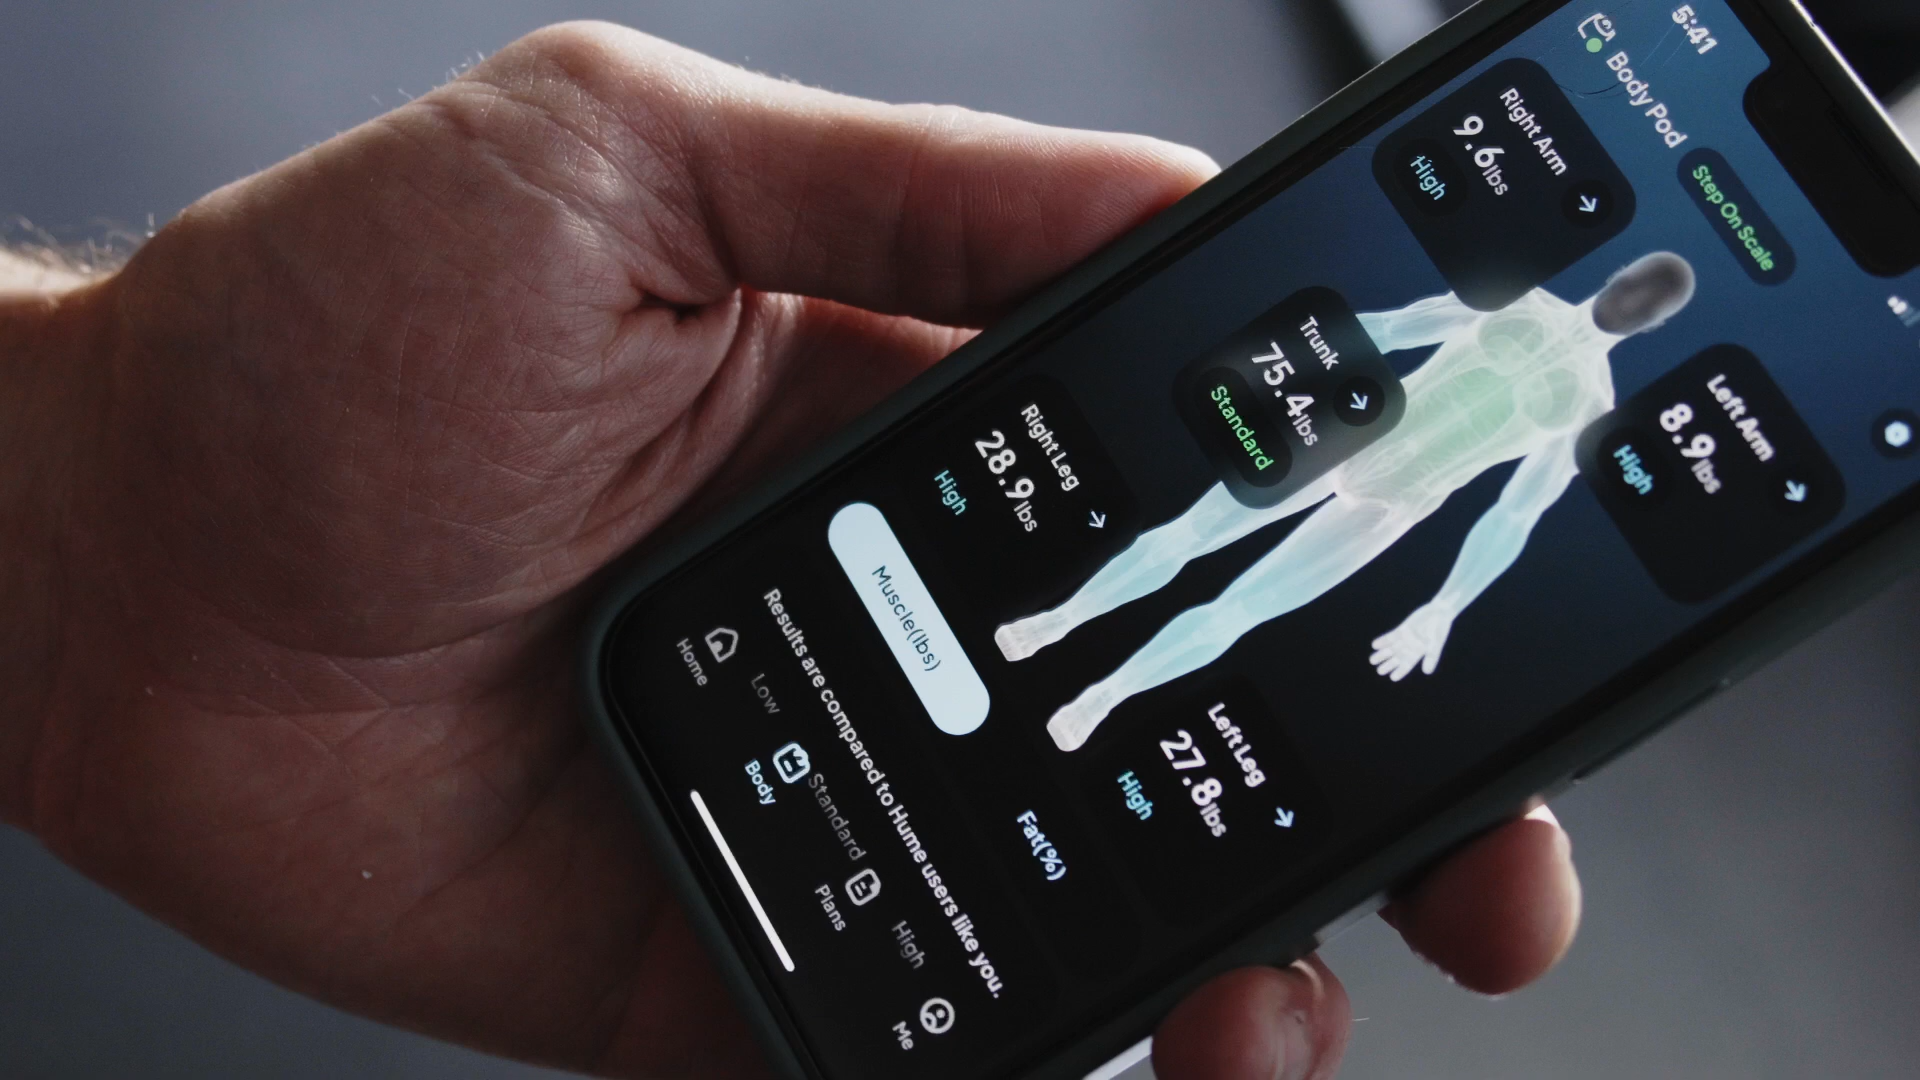 5:41
Body Pod
Step On Scale
Right Arm
9.6lbs
High
Left Arm
8.9lbs
High
Trunk
75.4lbs
Standard
Right Leg
28.9lbs
High
Left Leg
27.8lbs
High
Muscle(lbs)
Fat(%)
Results are compared to Hume users like you.
Low
Standard
High
Home
Body
Plans
Me